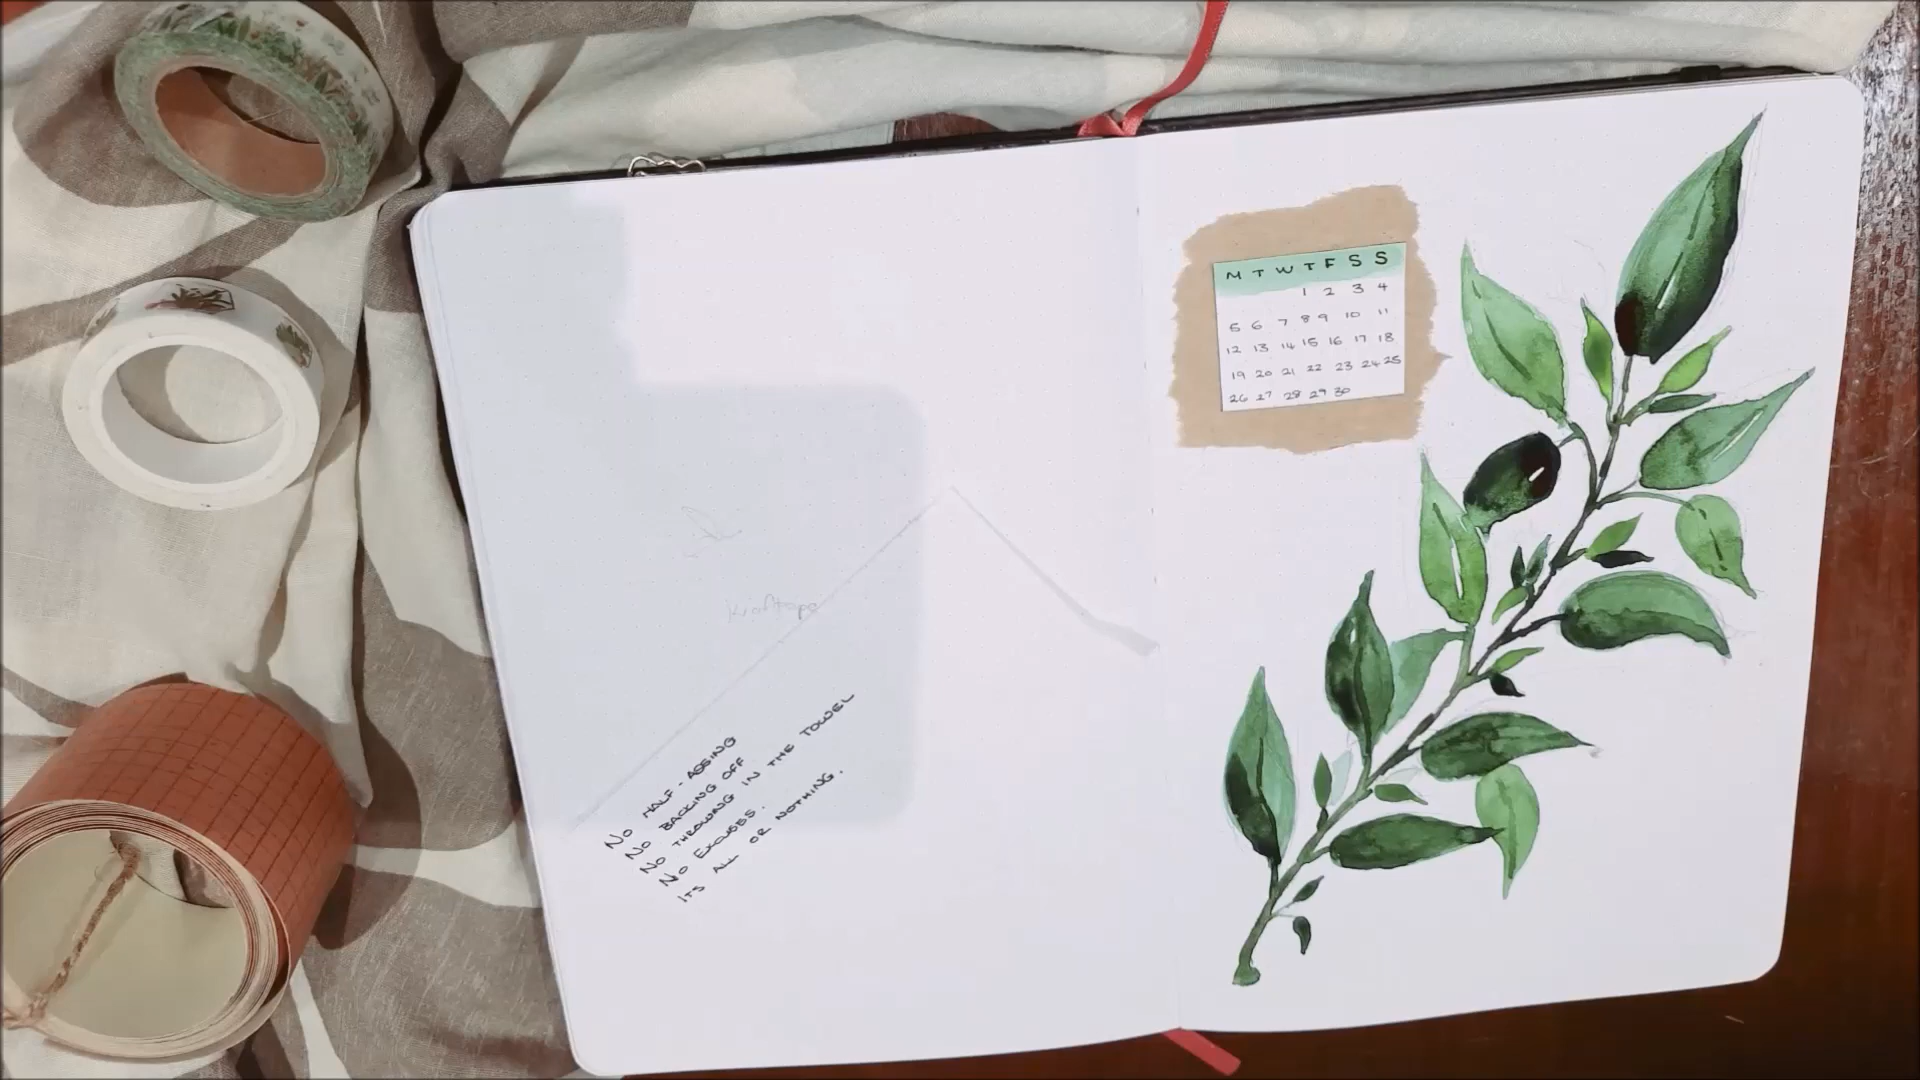 Kraftape
NO HALF-ASSING
NO BACKING OFF
NO THROWING IN THE TOWEL
NO EXCUSES.
ITS ALL OR NOTHING.
M T W T F S S
1 2 3 4
5 6 7 8 9 10 11
12 13 14 15 16 17 18
19 20 21 22 23 24 25
26 27 28 29 30